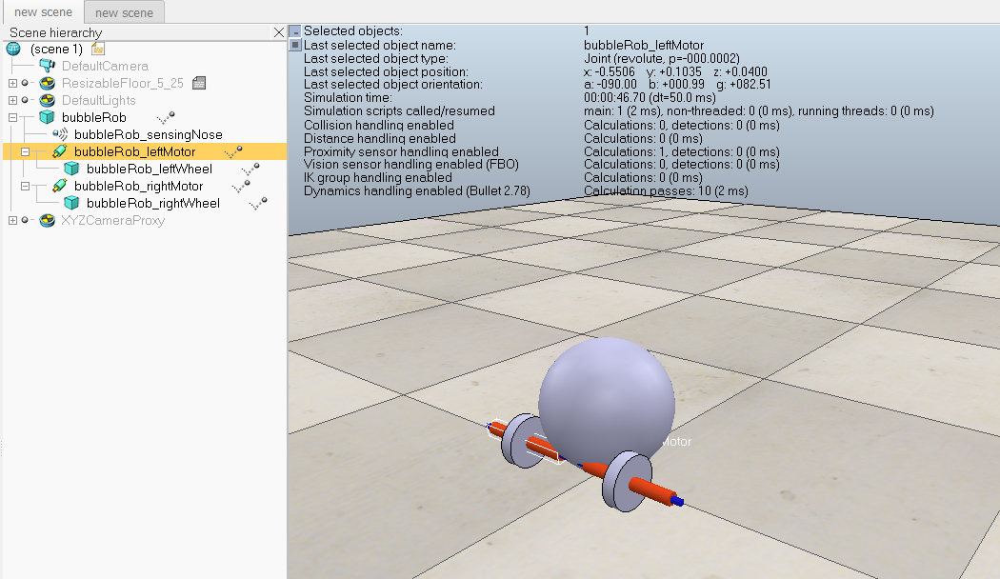 new scene
new scene
Scene hierarchy
(scene 1)
DefaultCamera
ResizableFloor_5_25
DefaultLights
bubbleRob
bubbleRob_sensingNose
bubbleRob_leftMotor
bubbleRob_leftWheel
bubbleRob_rightMotor
bubbleRob_rightWheel
XYZCameraProxy
Selected objects: 1
Last selected object name: bubbleRob_leftMotor
Last selected object type: Joint (revolute, p=-000.0002)
Last selected object position: x: -0.5506 y: +0.1035 z: +0.0400
Last selected object orientation: a: -090.00 b: +000.99 g: +082.51
Simulation time: 00:00:46.70 (dt=50.0 ms)
Simulation scripts called/resumed main: 1 (2 ms), non-threaded: 0 (0 ms), running threads: 0 (0 ms)
Collision handling enabled Calculations: 0, detections: 0 (0 ms)
Distance handling enabled Calculations: 0 (0 ms)
Proximity sensor handling enabled Calculations: 1, detections: 0 (0 ms)
Vision sensor handling enabled (FBO) Calculations: 0, detections: 0 (0 ms)
IK group handling enabled Calculations: 0 (0 ms)
Dynamics handling enabled (Bullet 2.78) Calculation passes: 10 (2 ms)
Motor